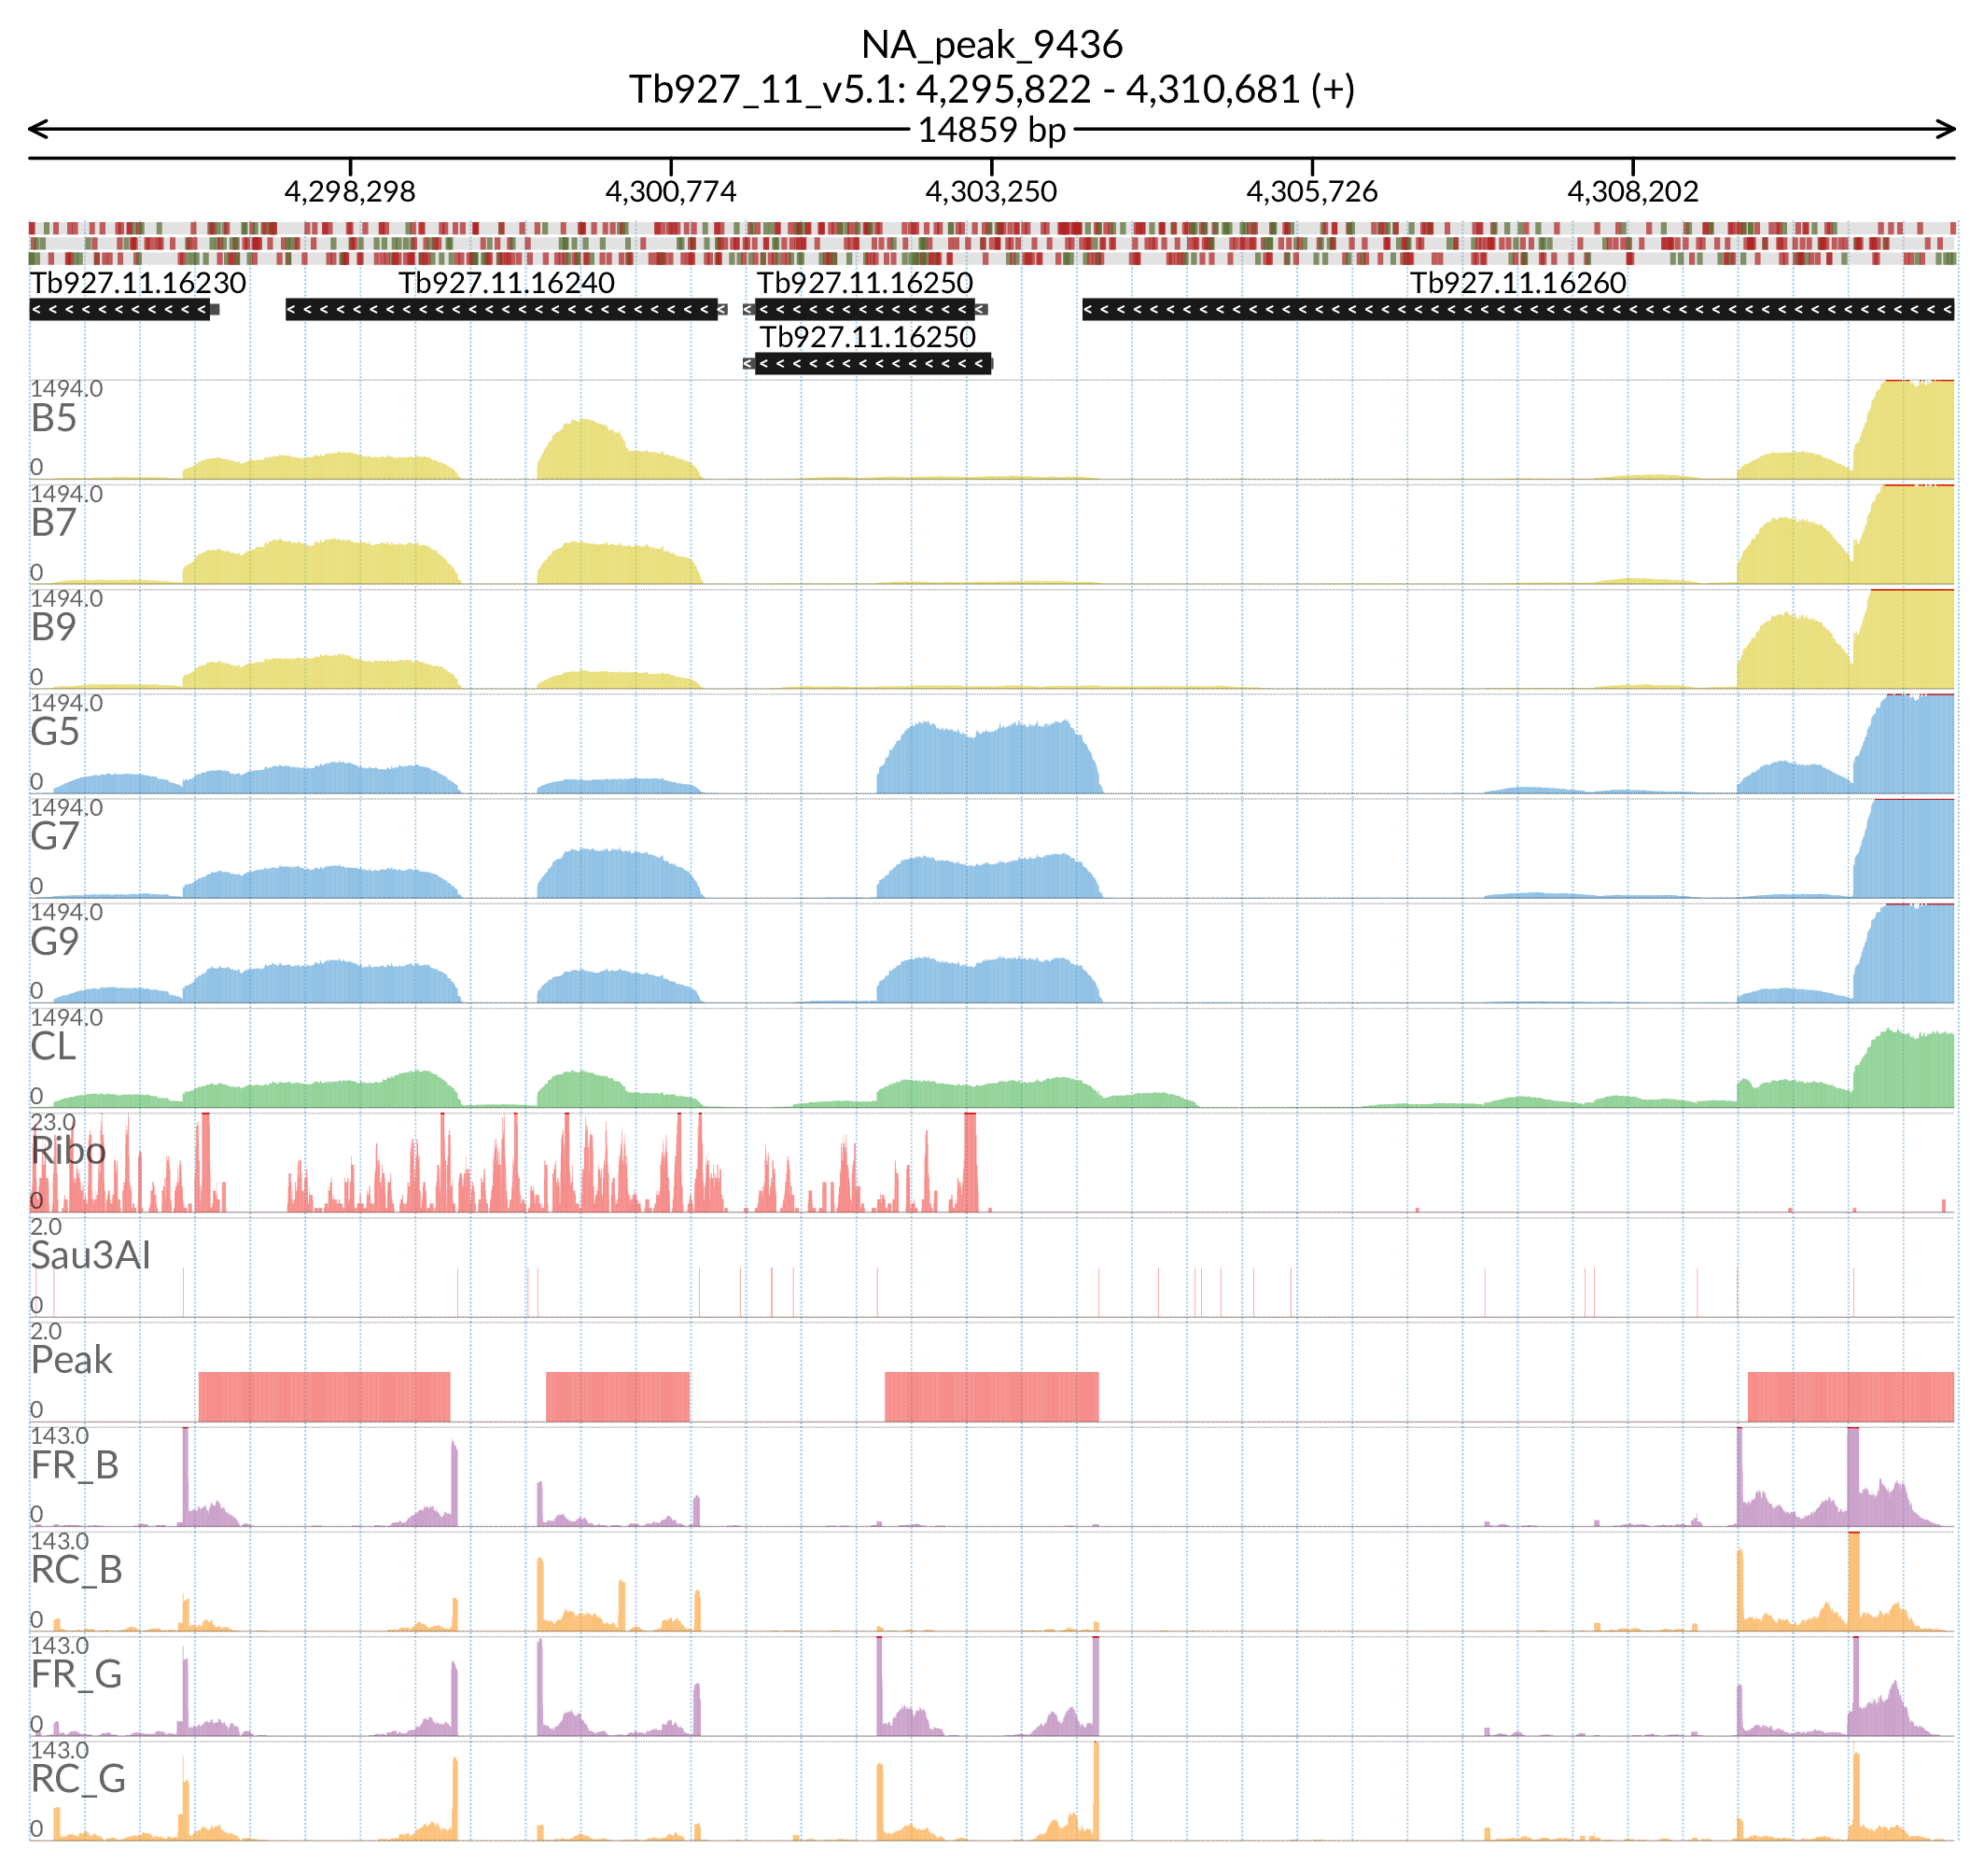 NA_peak_9436
Tb927_11_v5.1: 4,295,822 - 4,310,681 (+)
14859 bp
4,298,298 4,300,774 4,303,250 4,305,726 4,308,202
Tb927.11.16230 Tb927.11.16240 Tb927.11.16250 Tb927.11.16260
Tb927.11.16250
1494.0
B5
0
1494.0
B7
0
1494.0
B9
0
1494.0
G5
0
1494.0
G7
0
1494.0
G9
0
1494.0
CL
0
23.0
Ribo
0
2.0
Sau3AI
0
2.0
Peak
0
143.0
FR_B
0
143.0
RC_B
0
143.0
FR_G
0
143.0
RC_G
0